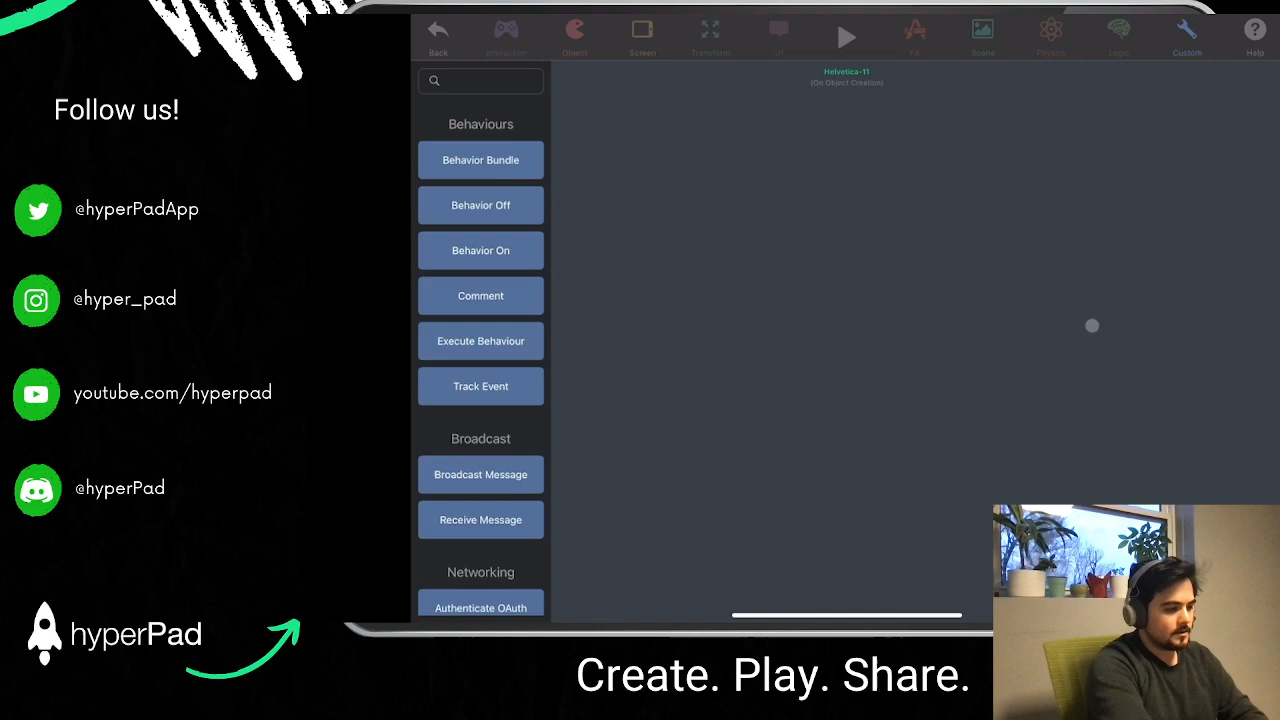 Follow us!
@hyperPadApp
@hyper_pad
youtube.com/hyperpad
@hyperPad
hyperPad
Back
Interaction
Object
Screen
Transform
UI
FX
Scene
Physics
Logic
Custom
Help
Helvetica-11
(On Object Creation)
Behaviours
Behavior Bundle
Behavior Off
Behavior On
Comment
Execute Behaviour
Track Event
Broadcast
Broadcast Message
Receive Message
Networking
Authenticate OAuth
Create. Play. Share.